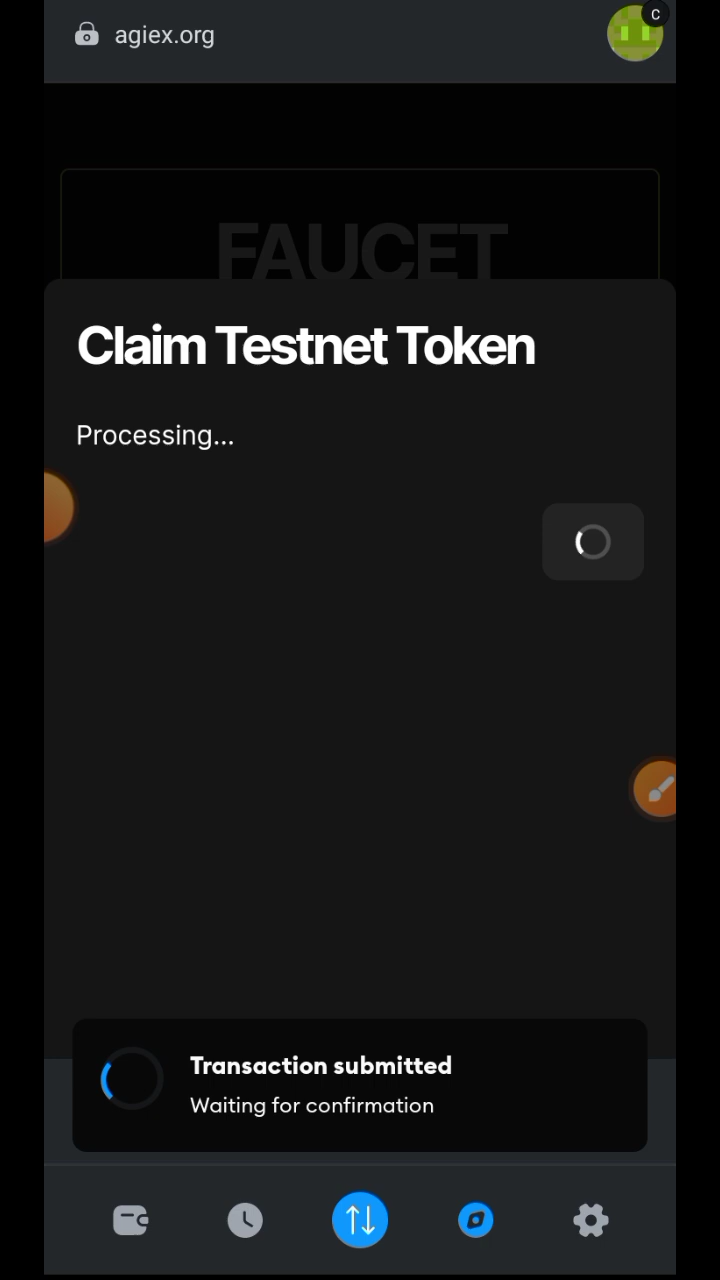 agiex.org
C
FAUCET
Claim Testnet Token
Processing...
Transaction submitted
Waiting for confirmation